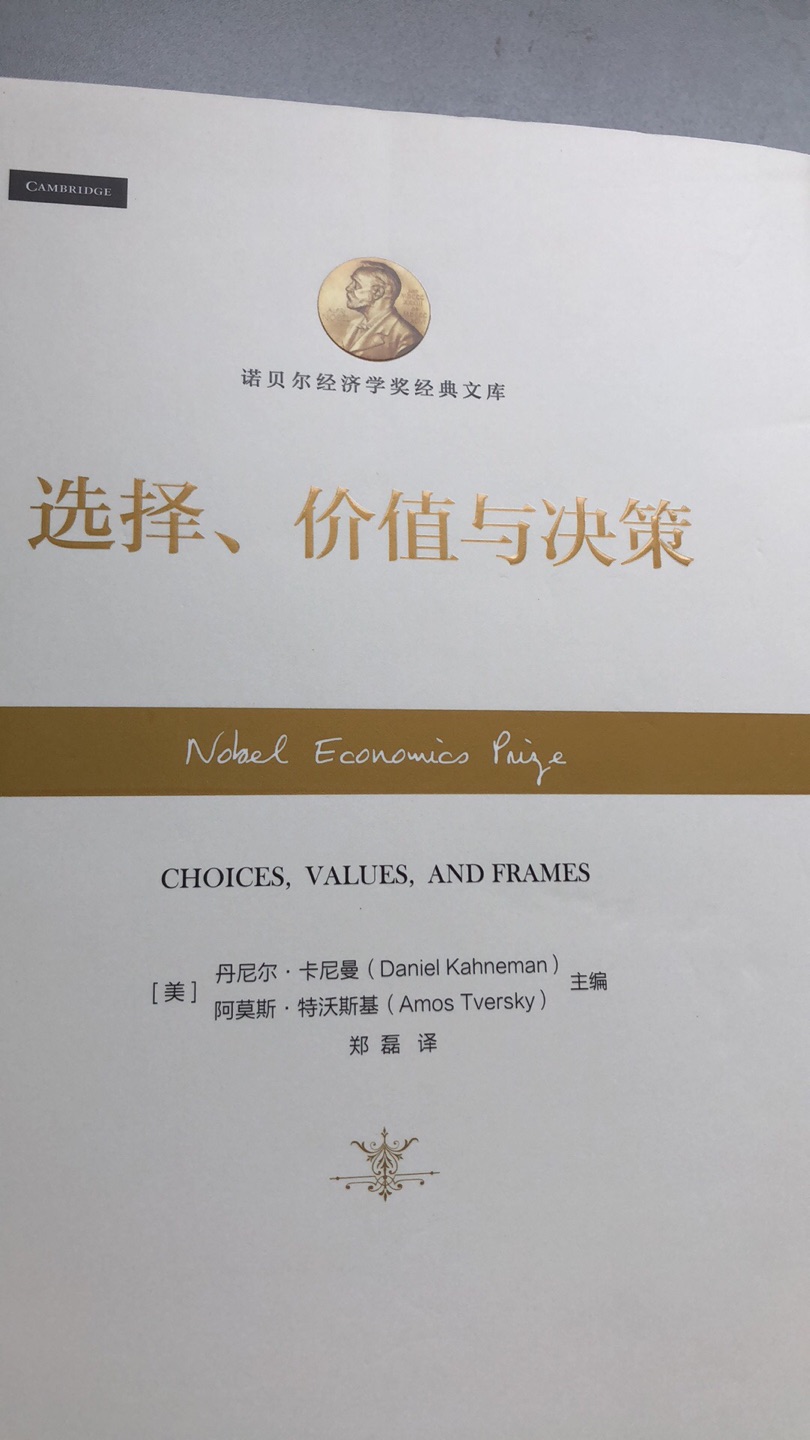 CAMBRIDGE
诺贝尔经济学奖经典文库
选择、价值与决策
Nobel Economics Prize
CHOICES, VALUES, AND FRAMES
[美] 丹尼尔·卡尼曼(Daniel Kahneman) 主编
阿莫斯·特沃斯基(Amos Tversky)
郑磊 译